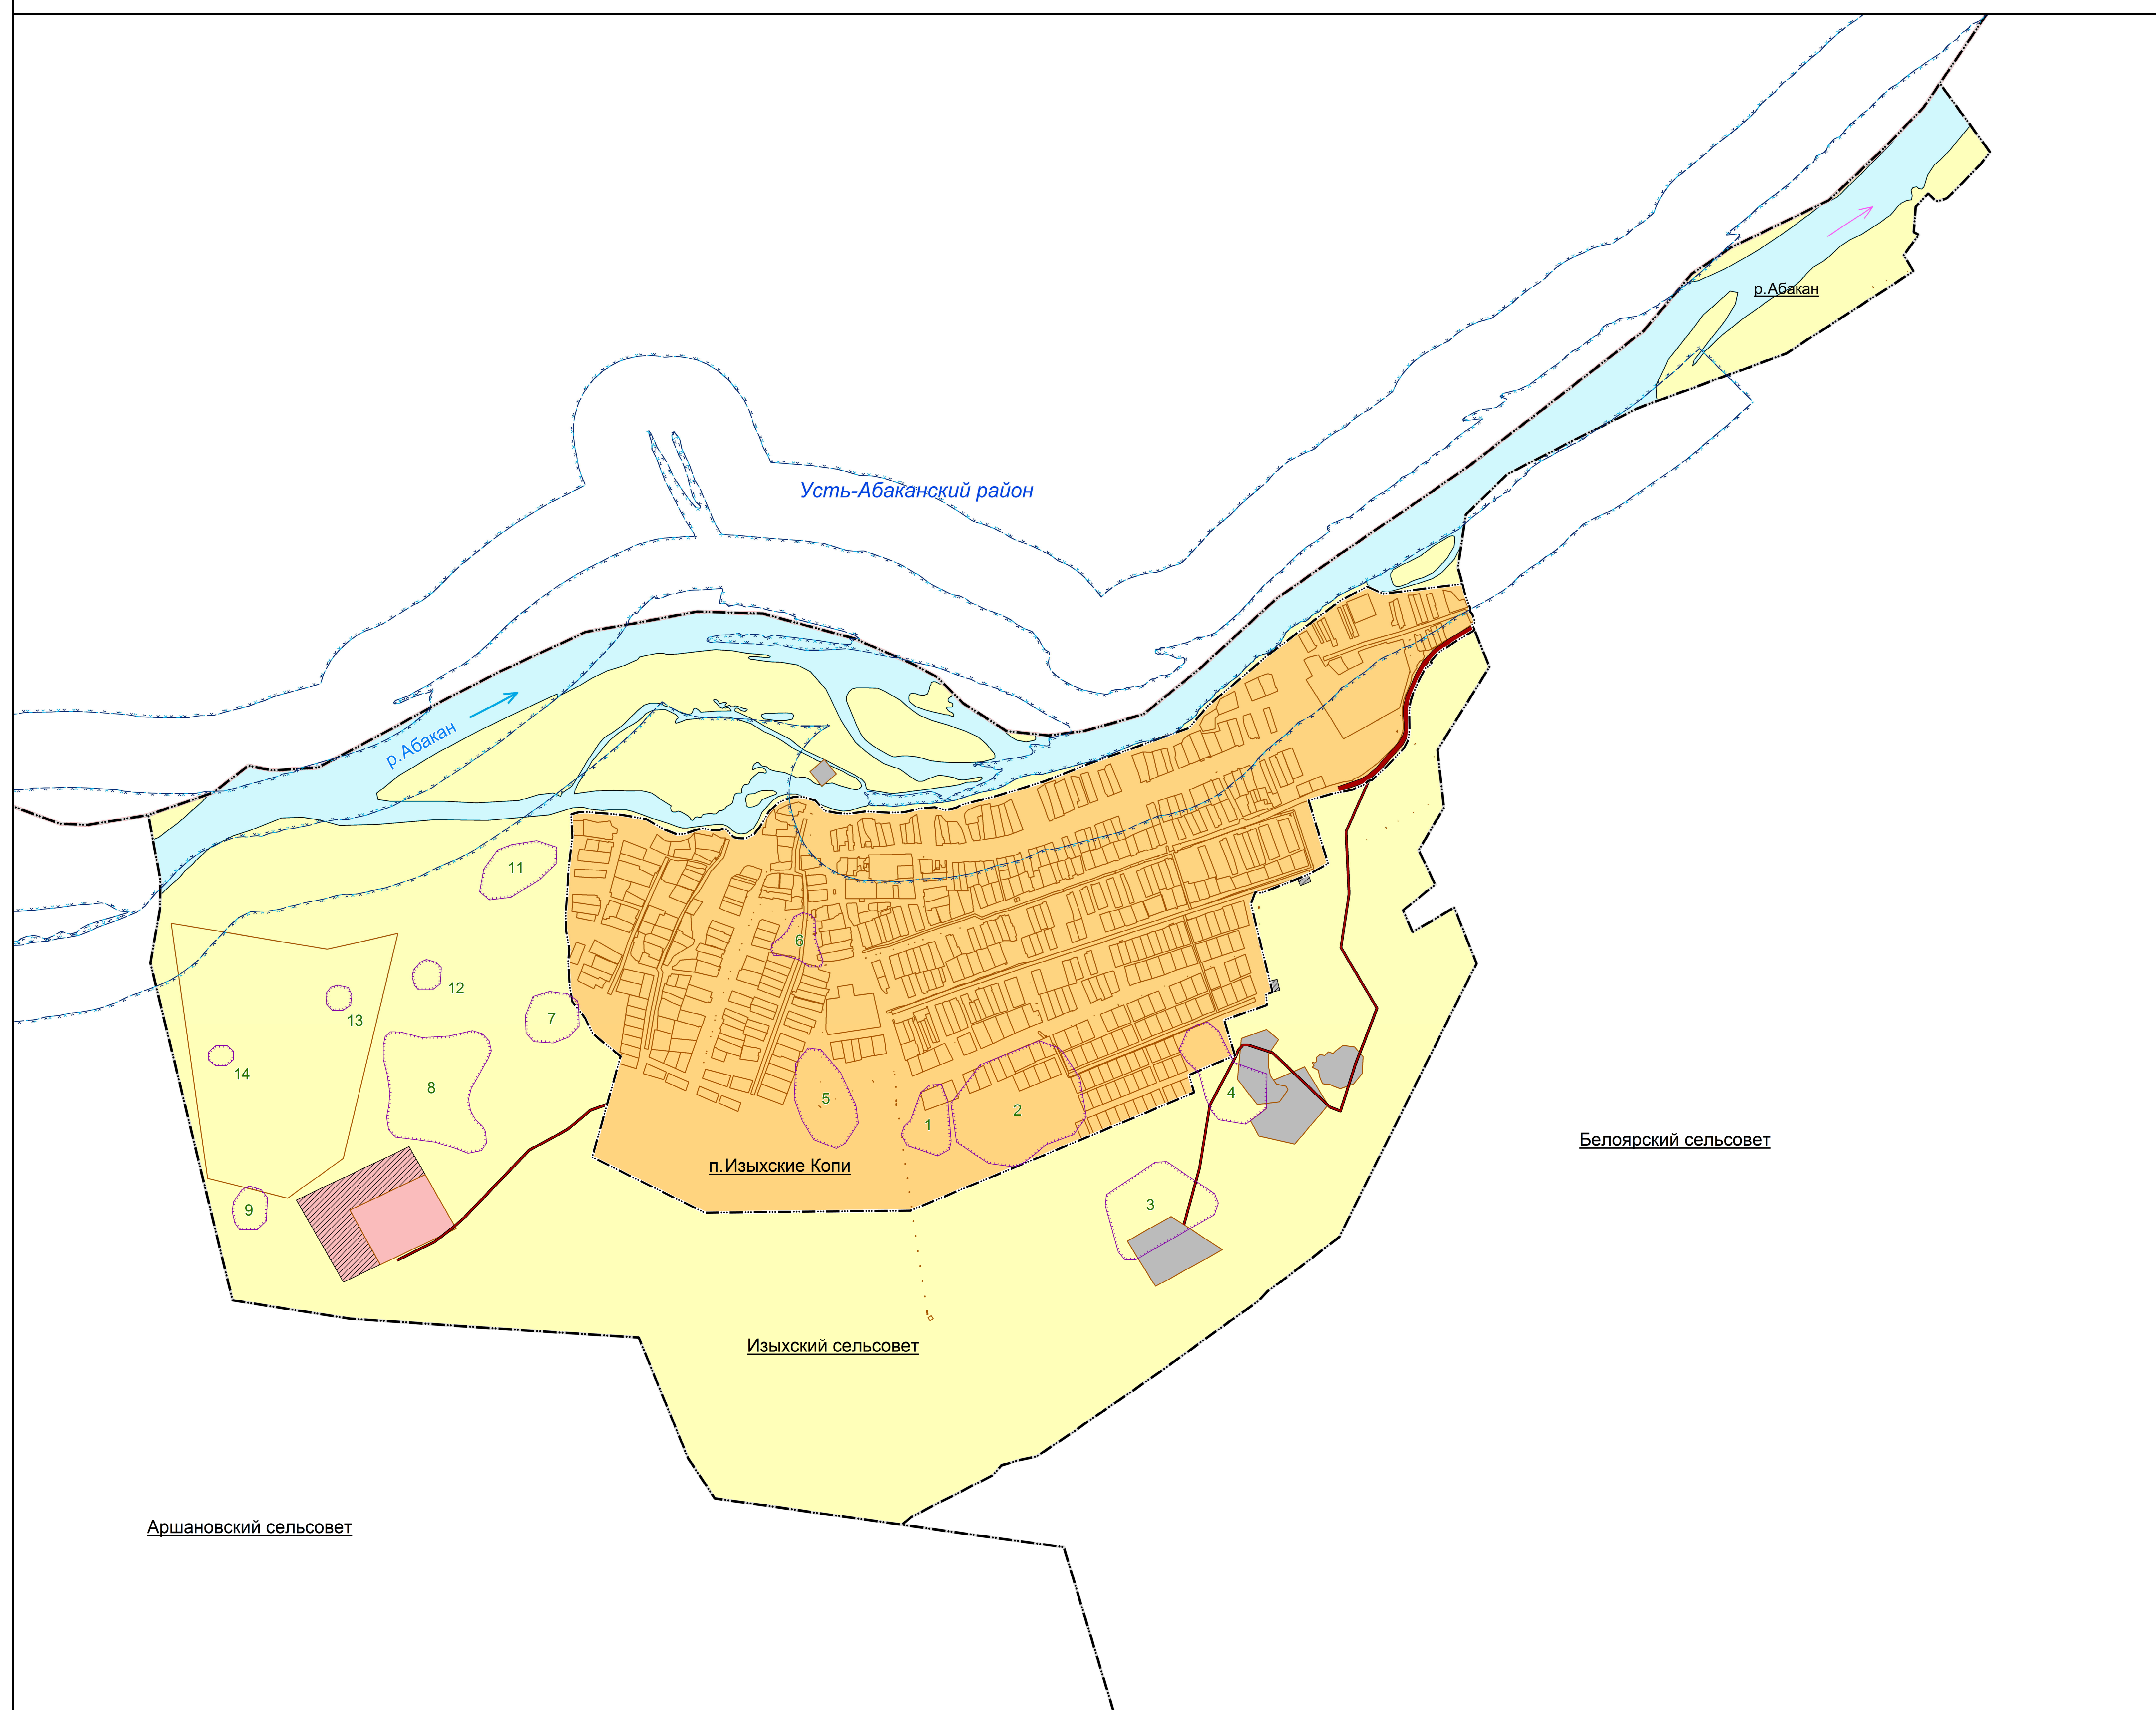 р.Абакан
Усть-Абаканский район
р.Абакан
11
6
12
7
13
14
8
5
1
2
4
п.Изыхские Копи
Белоярский сельсовет
9
3
Изыхский сельсовет
Аршановский сельсовет